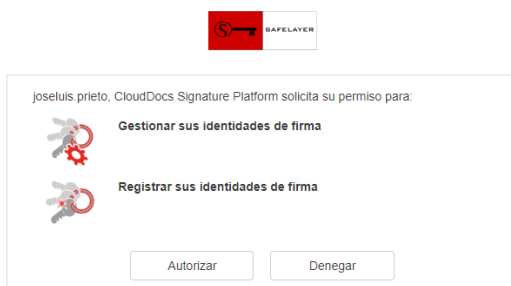 S SAFELAYER
joseluis.prieto, CloudDocs Signature Platform solicita su permiso para:
Gestionar sus identidades de firma
Registrar sus identidades de firma
Autorizar Denegar